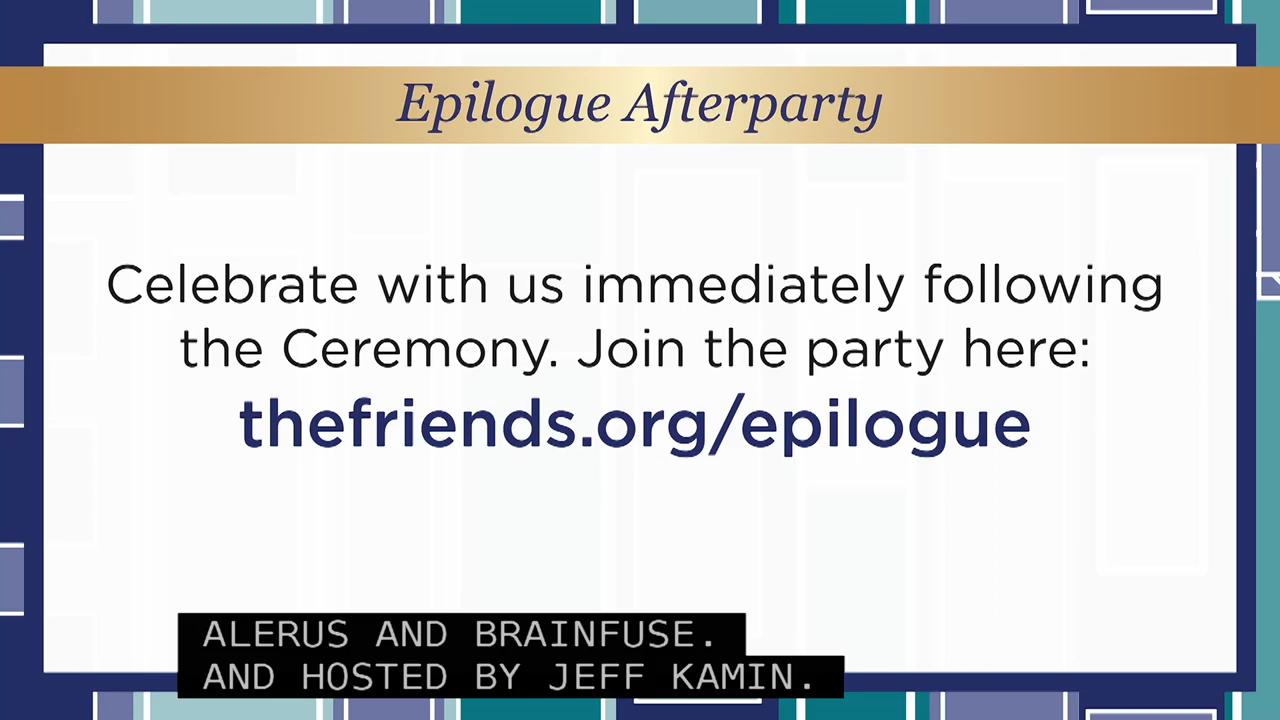 Epilogue Afterparty
Celebrate with us immediately following
the Ceremony. Join the party here:
thefriends.org/epilogue
ALERUS AND BRAINFUSE.
AND HOSTED BY JEFF KAMIN.